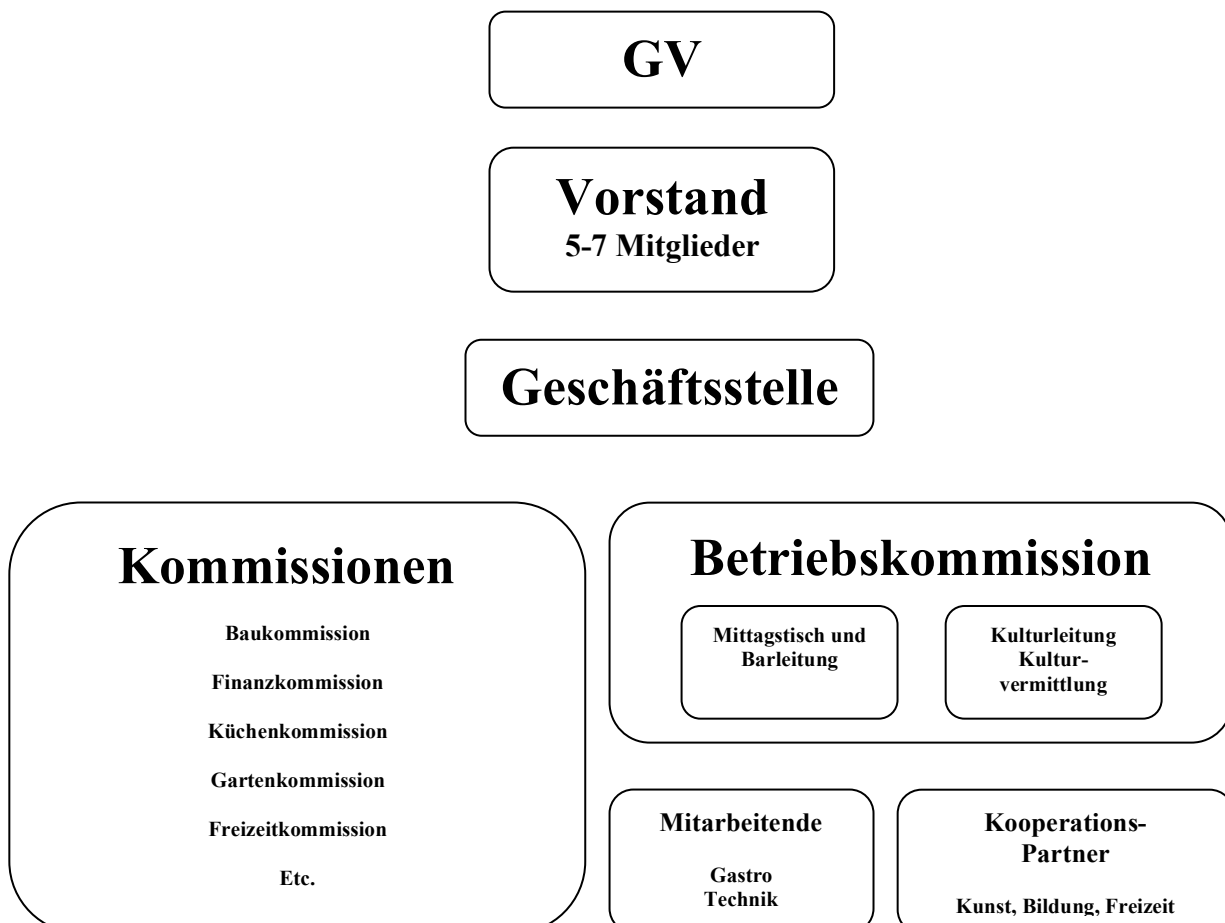 GV
Vorstand
5-7 Mitglieder
Geschäftsstelle
Kommissionen
Baukommission
Finanzkommission
Küchenkommission
Gartenkommission
Freizeitkommission
Etc.
Betriebskommission
Mittagstisch und
Barleitung
Kulturleitung
Kultur-
vermittlung
Mitarbeitende
Gastro
Technik
Kooperations-
Partner
Kunst, Bildung, Freizeit